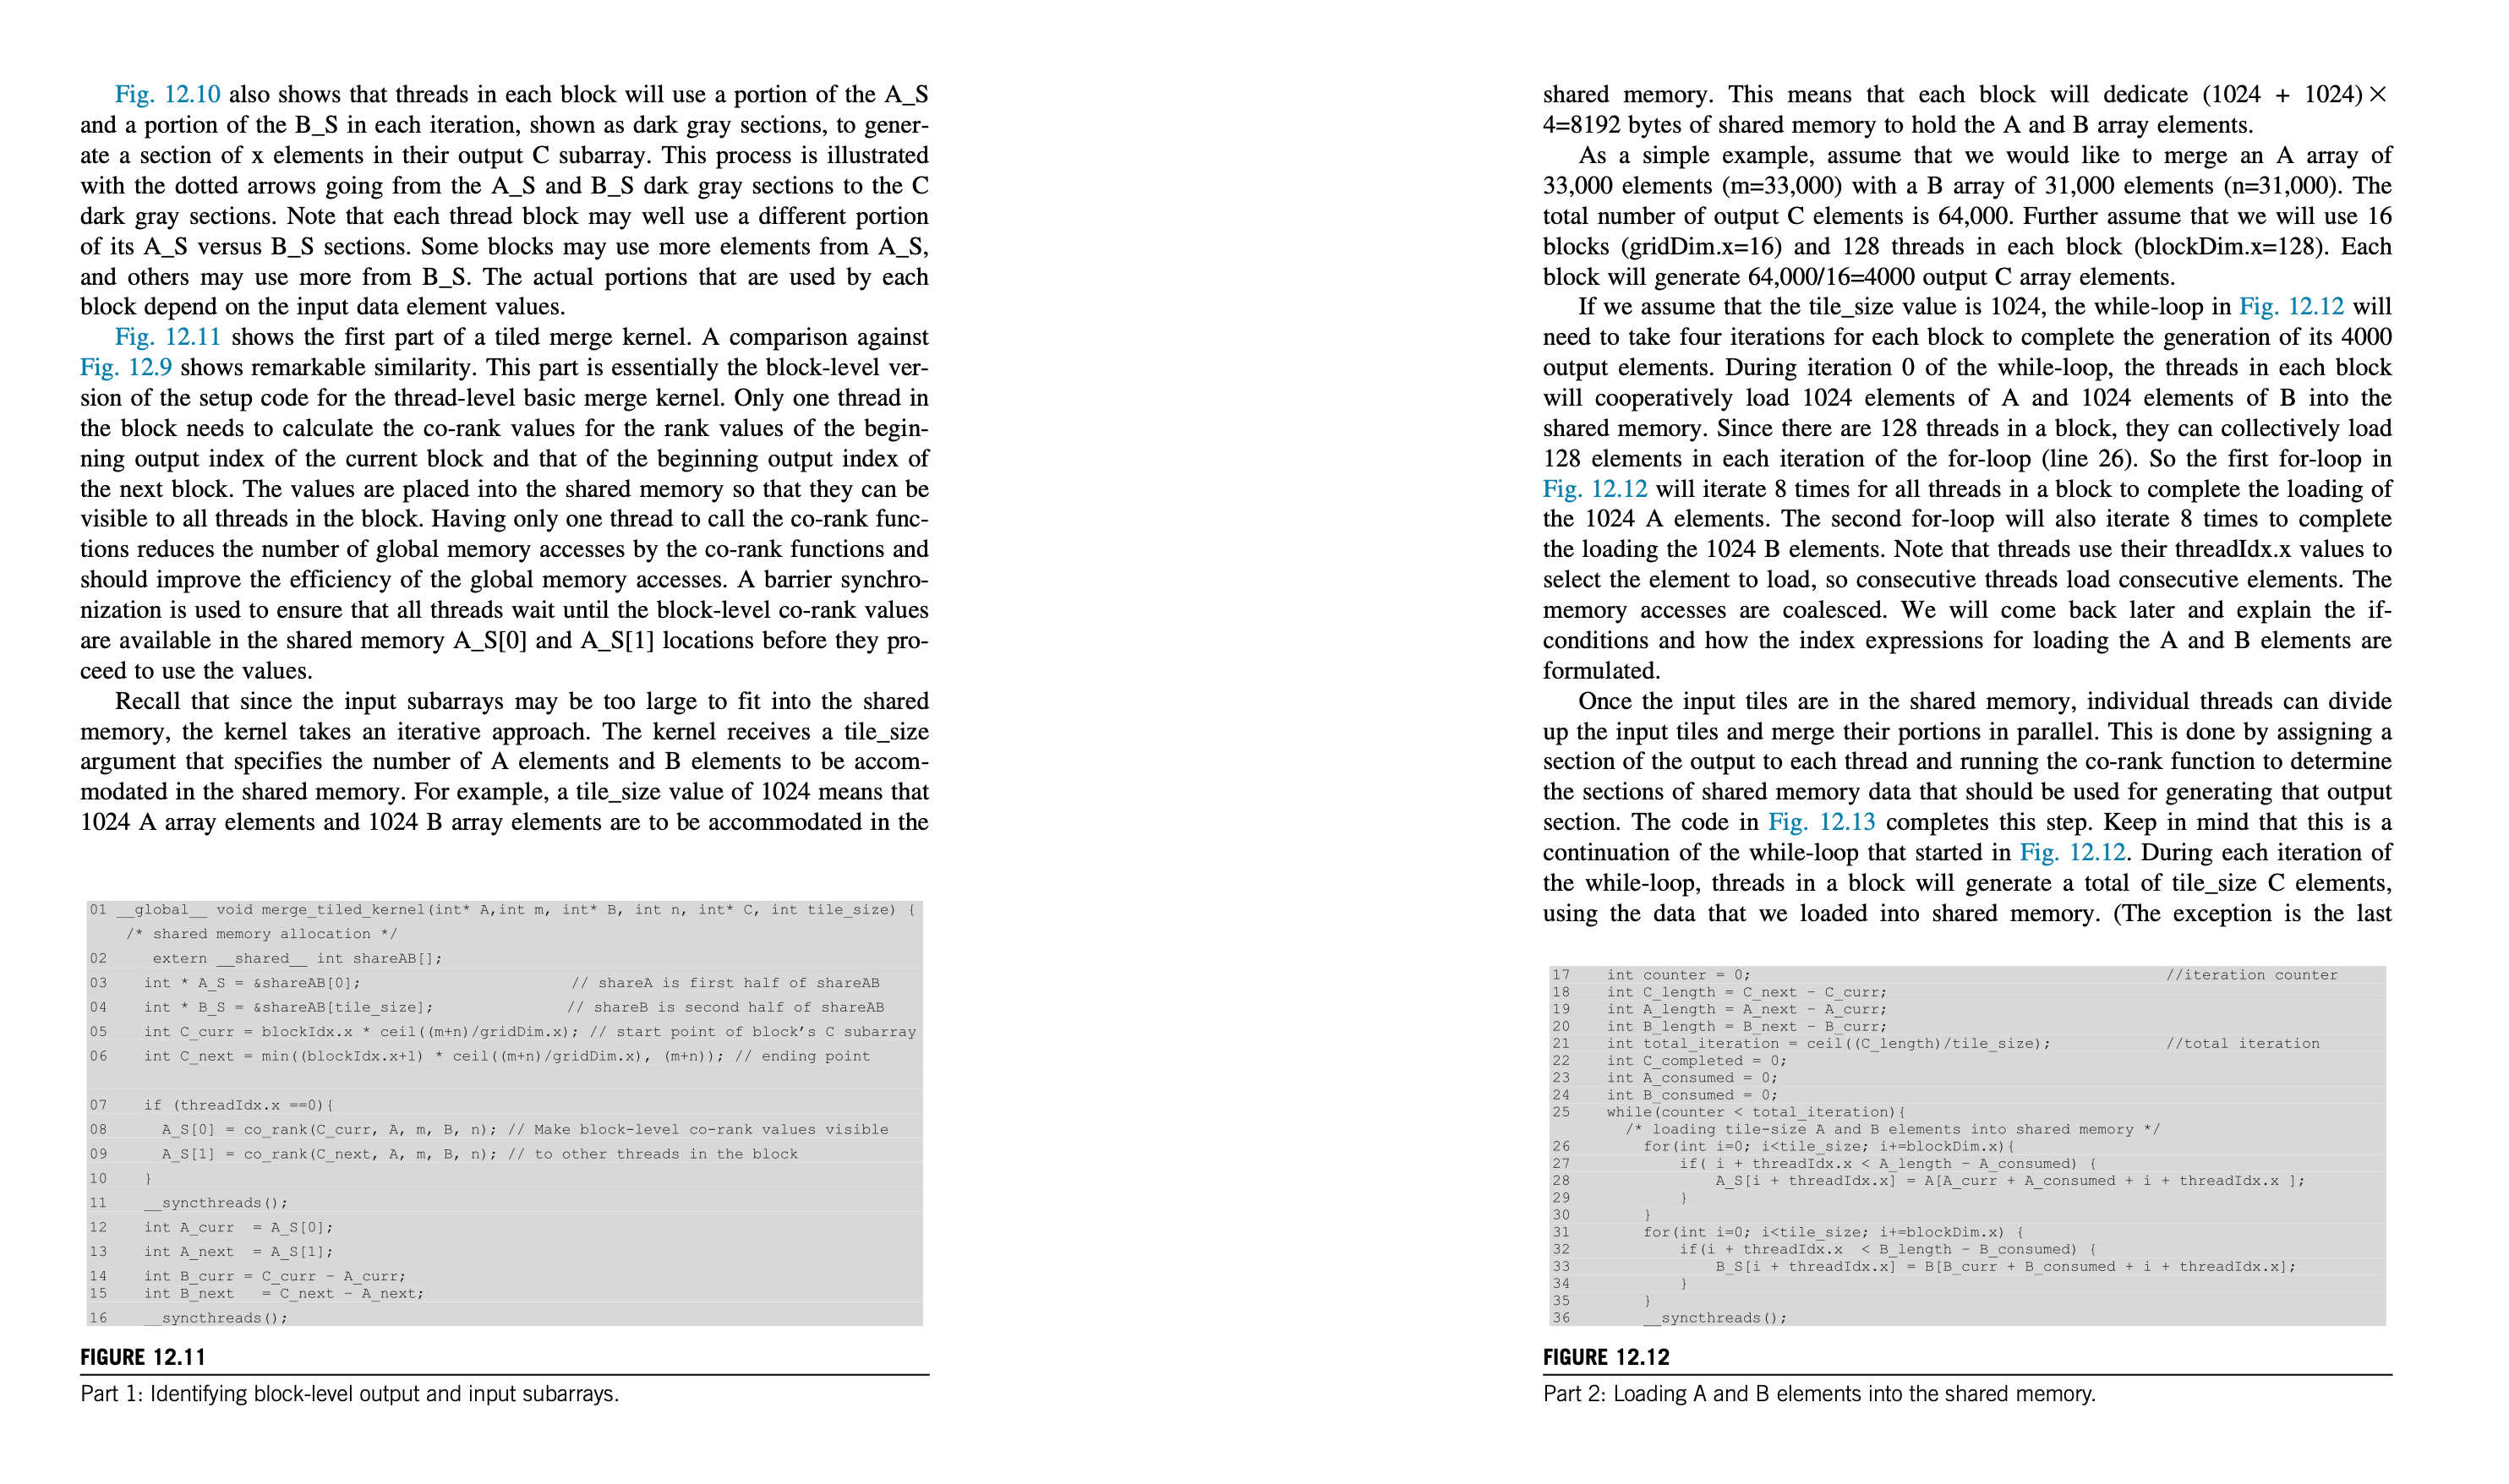 Fig. 12.10 also shows that threads in each block will use a portion of the A_S
and a portion of the B_S in each iteration, shown as dark gray sections, to gener-
ate a section of x elements in their output C subarray. This process is illustrated
with the dotted arrows going from the A_S and B_S dark gray sections to the C
dark gray sections. Note that each thread block may well use a different portion
of its A_S versus B_S sections. Some blocks may use more elements from A_S,
and others may use more from B_S. The actual portions that are used by each
block depend on the input data element values.
Fig. 12.11 shows the first part of a tiled merge kernel. A comparison against
Fig. 12.9 shows remarkable similarity. This part is essentially the block-level ver-
sion of the setup code for the thread-level basic merge kernel. Only one thread in
the block needs to calculate the co-rank values for the rank values of the begin-
ning output index of the current block and that of the beginning output index of
the next block. The values are placed into the shared memory so that they can be
visible to all threads in the block. Having only one thread to call the co-rank func-
tions reduces the number of global memory accesses by the co-rank functions and
should improve the efficiency of the global memory accesses. A barrier synchro-
nization is used to ensure that all threads wait until the block-level co-rank values
are available in the shared memory A_S[0] and A_S[1] locations before they pro-
ceed to use the values.
Recall that since the input subarrays may be too large to fit into the shared
memory, the kernel takes an iterative approach. The kernel receives a tile_size
argument that specifies the number of A elements and B elements to be accom-
modated in the shared memory. For example, a tile_size value of 1024 means that
1024 A array elements and 1024 B array elements are to be accommodated in the
01 __global__ void merge_tiled_kernel(int* A,int m, int* B, int n, int* C, int tile_size) {
/* shared memory allocation */
02 extern __shared__ int shareAB[];
03 int * A_S = &shareAB[0]; // shareA is first half of shareAB
04 int * B_S = &shareAB[tile_size]; // shareB is second half of shareAB
05 int C_curr = blockIdx.x * ceil((m+n)/gridDim.x); // start point of block's C subarray
06 int C_next = min((blockIdx.x+1) * ceil((m+n)/gridDim.x), (m+n)); // ending point
07 if (threadIdx.x ==0){
08 A_S[0] = co_rank(C_curr, A, m, B, n); // Make block-level co-rank values visible
09 A_S[1] = co_rank(C_next, A, m, B, n); // to other threads in the block
10 }
11 __syncthreads();
12 int A_curr = A_S[0];
13 int A_next = A_S[1];
14 int B_curr = C_curr - A_curr;
15 int B_next = C_next - A_next;
16 __syncthreads();
FIGURE 12.11
Part 1: Identifying block-level output and input subarrays.
shared memory. This means that each block will dedicate (1024 + 1024) ×
4=8192 bytes of shared memory to hold the A and B array elements.
As a simple example, assume that we would like to merge an A array of
33,000 elements (m=33,000) with a B array of 31,000 elements (n=31,000). The
total number of output C elements is 64,000. Further assume that we will use 16
blocks (gridDim.x=16) and 128 threads in each block (blockDim.x=128). Each
block will generate 64,000/16=4000 output C array elements.
If we assume that the tile_size value is 1024, the while-loop in Fig. 12.12 will
need to take four iterations for each block to complete the generation of its 4000
output elements. During iteration 0 of the while-loop, the threads in each block
will cooperatively load 1024 elements of A and 1024 elements of B into the
shared memory. Since there are 128 threads in a block, they can collectively load
128 elements in each iteration of the for-loop (line 26). So the first for-loop in
Fig. 12.12 will iterate 8 times for all threads in a block to complete the loading of
the 1024 A elements. The second for-loop will also iterate 8 times to complete
the loading the 1024 B elements. Note that threads use their threadIdx.x values to
select the element to load, so consecutive threads load consecutive elements. The
memory accesses are coalesced. We will come back later and explain the if-
conditions and how the index expressions for loading the A and B elements are
formulated.
Once the input tiles are in the shared memory, individual threads can divide
up the input tiles and merge their portions in parallel. This is done by assigning a
section of the output to each thread and running the co-rank function to determine
the sections of shared memory data that should be used for generating that output
section. The code in Fig. 12.13 completes this step. Keep in mind that this is a
continuation of the while-loop that started in Fig. 12.12. During each iteration of
the while-loop, threads in a block will generate a total of tile_size C elements,
using the data that we loaded into shared memory. (The exception is the last
17 int counter = 0; //iteration counter
18 int C_length = C_next - C_curr;
19 int A_length = A_next - A_curr;
20 int B_length = B_next - B_curr;
21 int total_iteration = ceil((C_length)/tile_size); //total iteration
22 int C_completed = 0;
23 int A_consumed = 0;
24 int B_consumed = 0;
25 while(counter < total_iteration){
/* loading tile-size A and B elements into shared memory */
26 for(int i=0; i<tile_size; i+=blockDim.x){
27 if( i + threadIdx.x < A_length - A_consumed) {
28 A_S[i + threadIdx.x] = A[A_curr + A_consumed + i + threadIdx.x ];
29 }
30 }
31 for(int i=0; i<tile_size; i+=blockDim.x) {
32 if(i + threadIdx.x < B_length - B_consumed) {
33 B_S[i + threadIdx.x] = B[B_curr + B_consumed + i + threadIdx.x];
34 }
35 }
36 __syncthreads();
FIGURE 12.12
Part 2: Loading A and B elements into the shared memory.